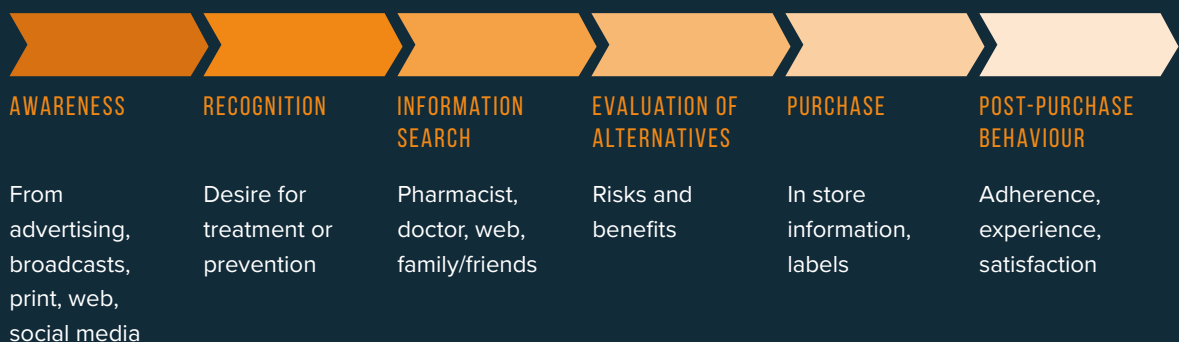 AWARENESS
From
advertising,
broadcasts,
print, web,
social media
RECOGNITION
Desire for
treatment or
prevention
INFORMATION
SEARCH
Pharmacist,
doctor, web,
family/friends
EVALUATION OF
ALTERNATIVES
Risks and
benefits
PURCHASE
In store
information,
labels
POST-PURCHASE
BEHAVIOUR
Adherence,
experience,
satisfaction